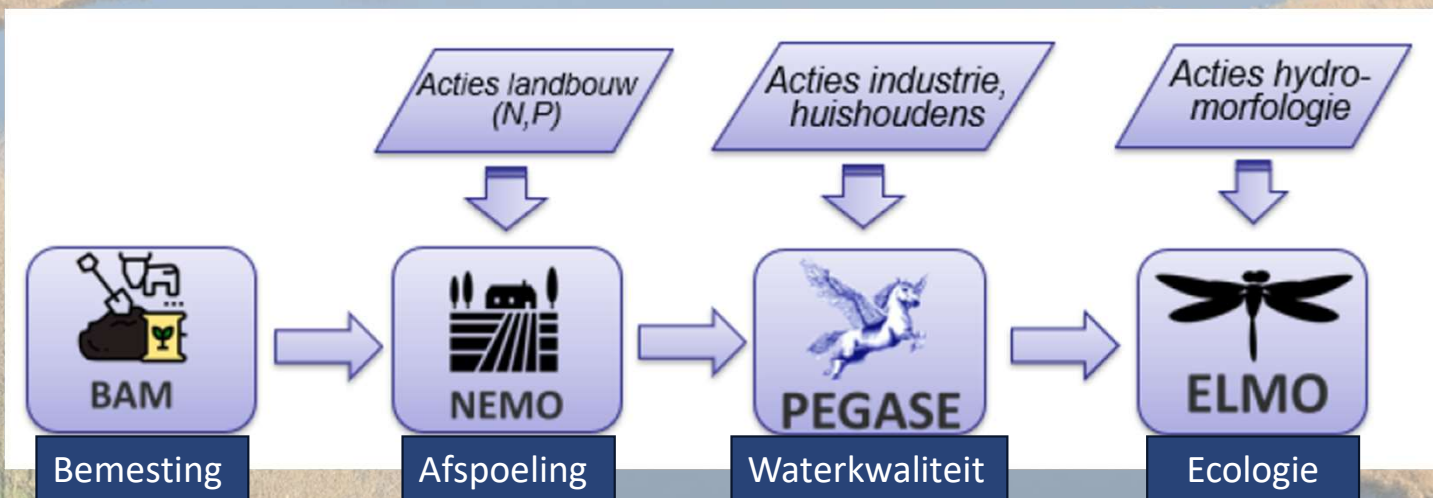 Acties landbouw
(N,P)
Acties industrie,
huishoudens
Acties hydro-
morfologie
BAM
NEMO
PEGASE
ELMO
Bemesting
Afspoeling
Waterkwaliteit
Ecologie